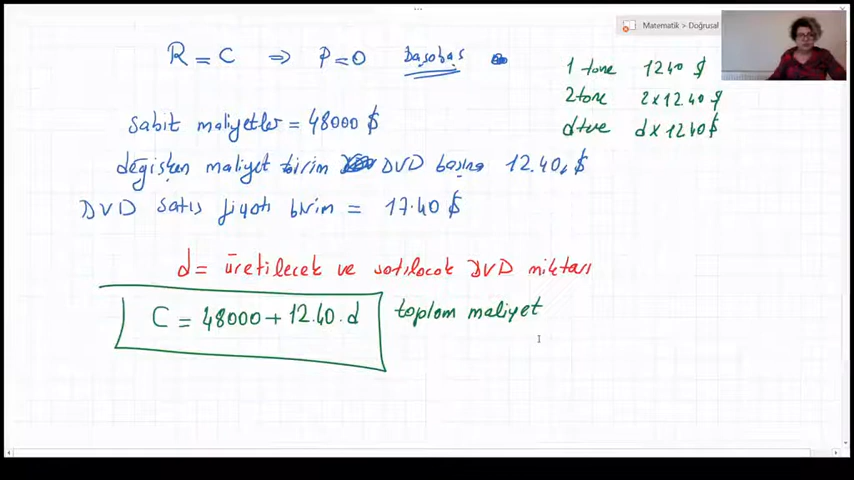 Matematik > Doğrusal
R = C ⇒ P = 0 Başabaş
1 tane 12.40 $
2 tane 2 x 12.40 $
d tane d x 12.40 $
Sabit maliyetler = 48000 $
değişken maliyet birim DVD başına 12.40 $
DVD satış fiyatı birim = 17.40 $
d = üretilecek ve satılacak DVD miktarı
C = 48000 + 12.40 . d toplam maliyet